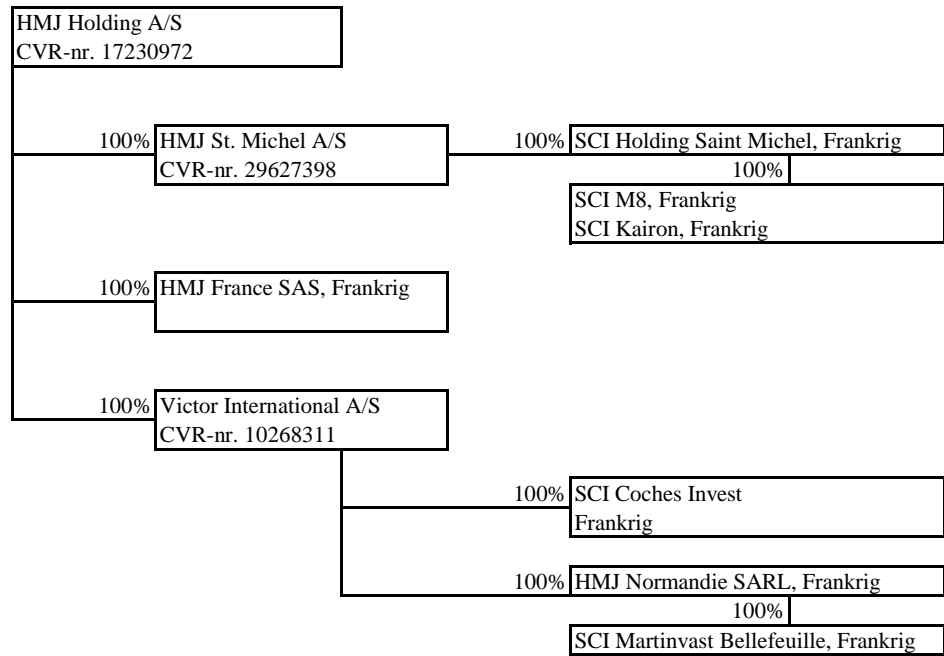 HMJ Holding A/S
CVR-nr. 17230972
100% HMJ St. Michel A/S
CVR-nr. 29627398
100% SCI Holding Saint Michel, Frankrig
100%
SCI M8, Frankrig
SCI Kairon, Frankrig
100% HMJ France SAS, Frankrig
100% Victor International A/S
CVR-nr. 10268311
100% SCI Coches Invest
Frankrig
100% HMJ Normandie SARL, Frankrig
100%
SCI Martinvast Bellefeuille, Frankrig